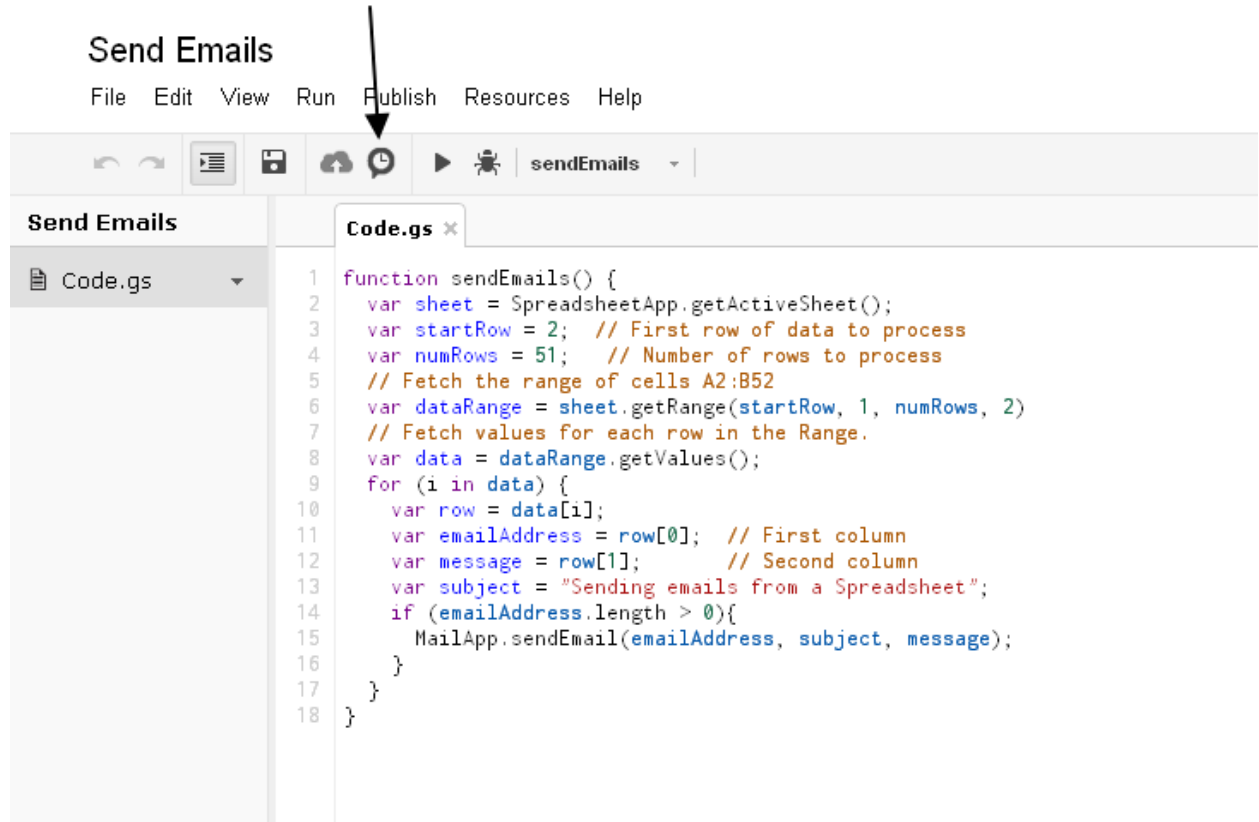 Send Emails
File Edit View Run Publish Resources Help
sendEmails
Send Emails
Code.gs
Code.gs
1 function sendEmails() {
2   var sheet = SpreadsheetApp.getActiveSheet();
3   var startRow = 2;  // First row of data to process
4   var numRows = 51;   // Number of rows to process
5   // Fetch the range of cells A2:B52
6   var dataRange = sheet.getRange(startRow, 1, numRows, 2)
7   // Fetch values for each row in the Range.
8   var data = dataRange.getValues();
9   for (i in data) {
10     var row = data[i];
11     var emailAddress = row[0];  // First column
12     var message = row[1];       // Second column
13     var subject = "Sending emails from a Spreadsheet";
14     if (emailAddress.length > 0){
15       MailApp.sendEmail(emailAddress, subject, message);
16     }
17   }
18 }